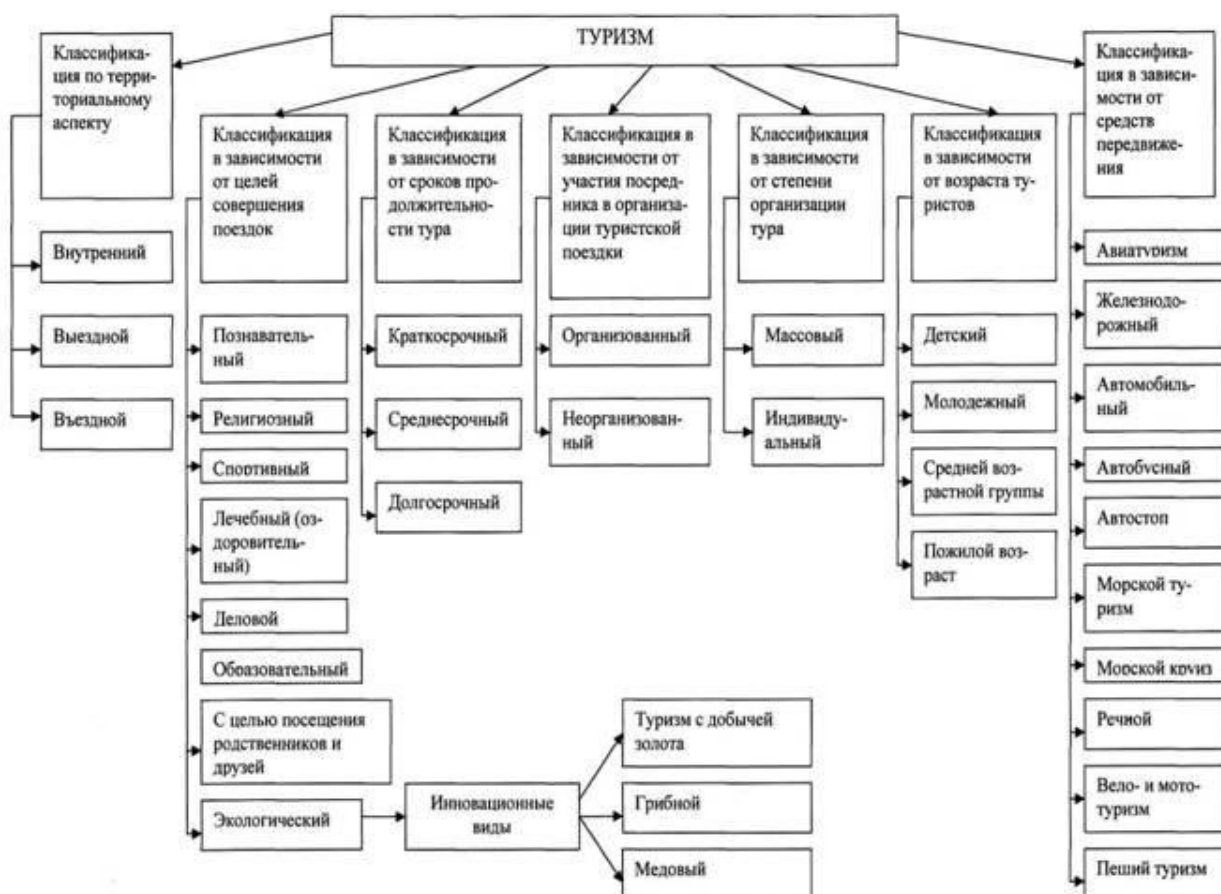 ТУРИЗМ
Классифика-
ция по терри-
ториальному
аспекту
Внутренний
Выездной
Въездной
Классификация
в зависимости
от целей
совершения
поездок
Познаватель-
ный
Религиозный
Спортивный
Лечебный (оз-
доровитель-
ный)
Деловой
Образовательный
С целью посещения
родственников и
друзей
Экологический
Инновационные
виды
Туризм с добычей
золота
Грибной
Медовый
Классификация
в зависимости
от сроков про-
должительно-
сти тура
Краткосрочный
Среднесрочный
Долгосрочный
Классификация в
зависимости от
участия посред-
ника в организа-
ции туристской
поездки
Организованный
Неорганизован-
ный
Классификация
в зависимости
от степени
организации
тура
Массовый
Индивиду-
альный
Классификация
в зависимости
от возраста ту-
ристов
Детский
Молодежный
Средней воз-
растной группы
Пожилой воз-
раст
Классифика-
ция в зависи-
мости от
средств
передвиже-
ния
Авиатуризм
Железнодо-
рожный
Автомобиль-
ный
Автобусный
Автостоп
Морской ту-
ризм
Морской круиз
Речной
Вело- и мото-
туризм
Пеший туризм